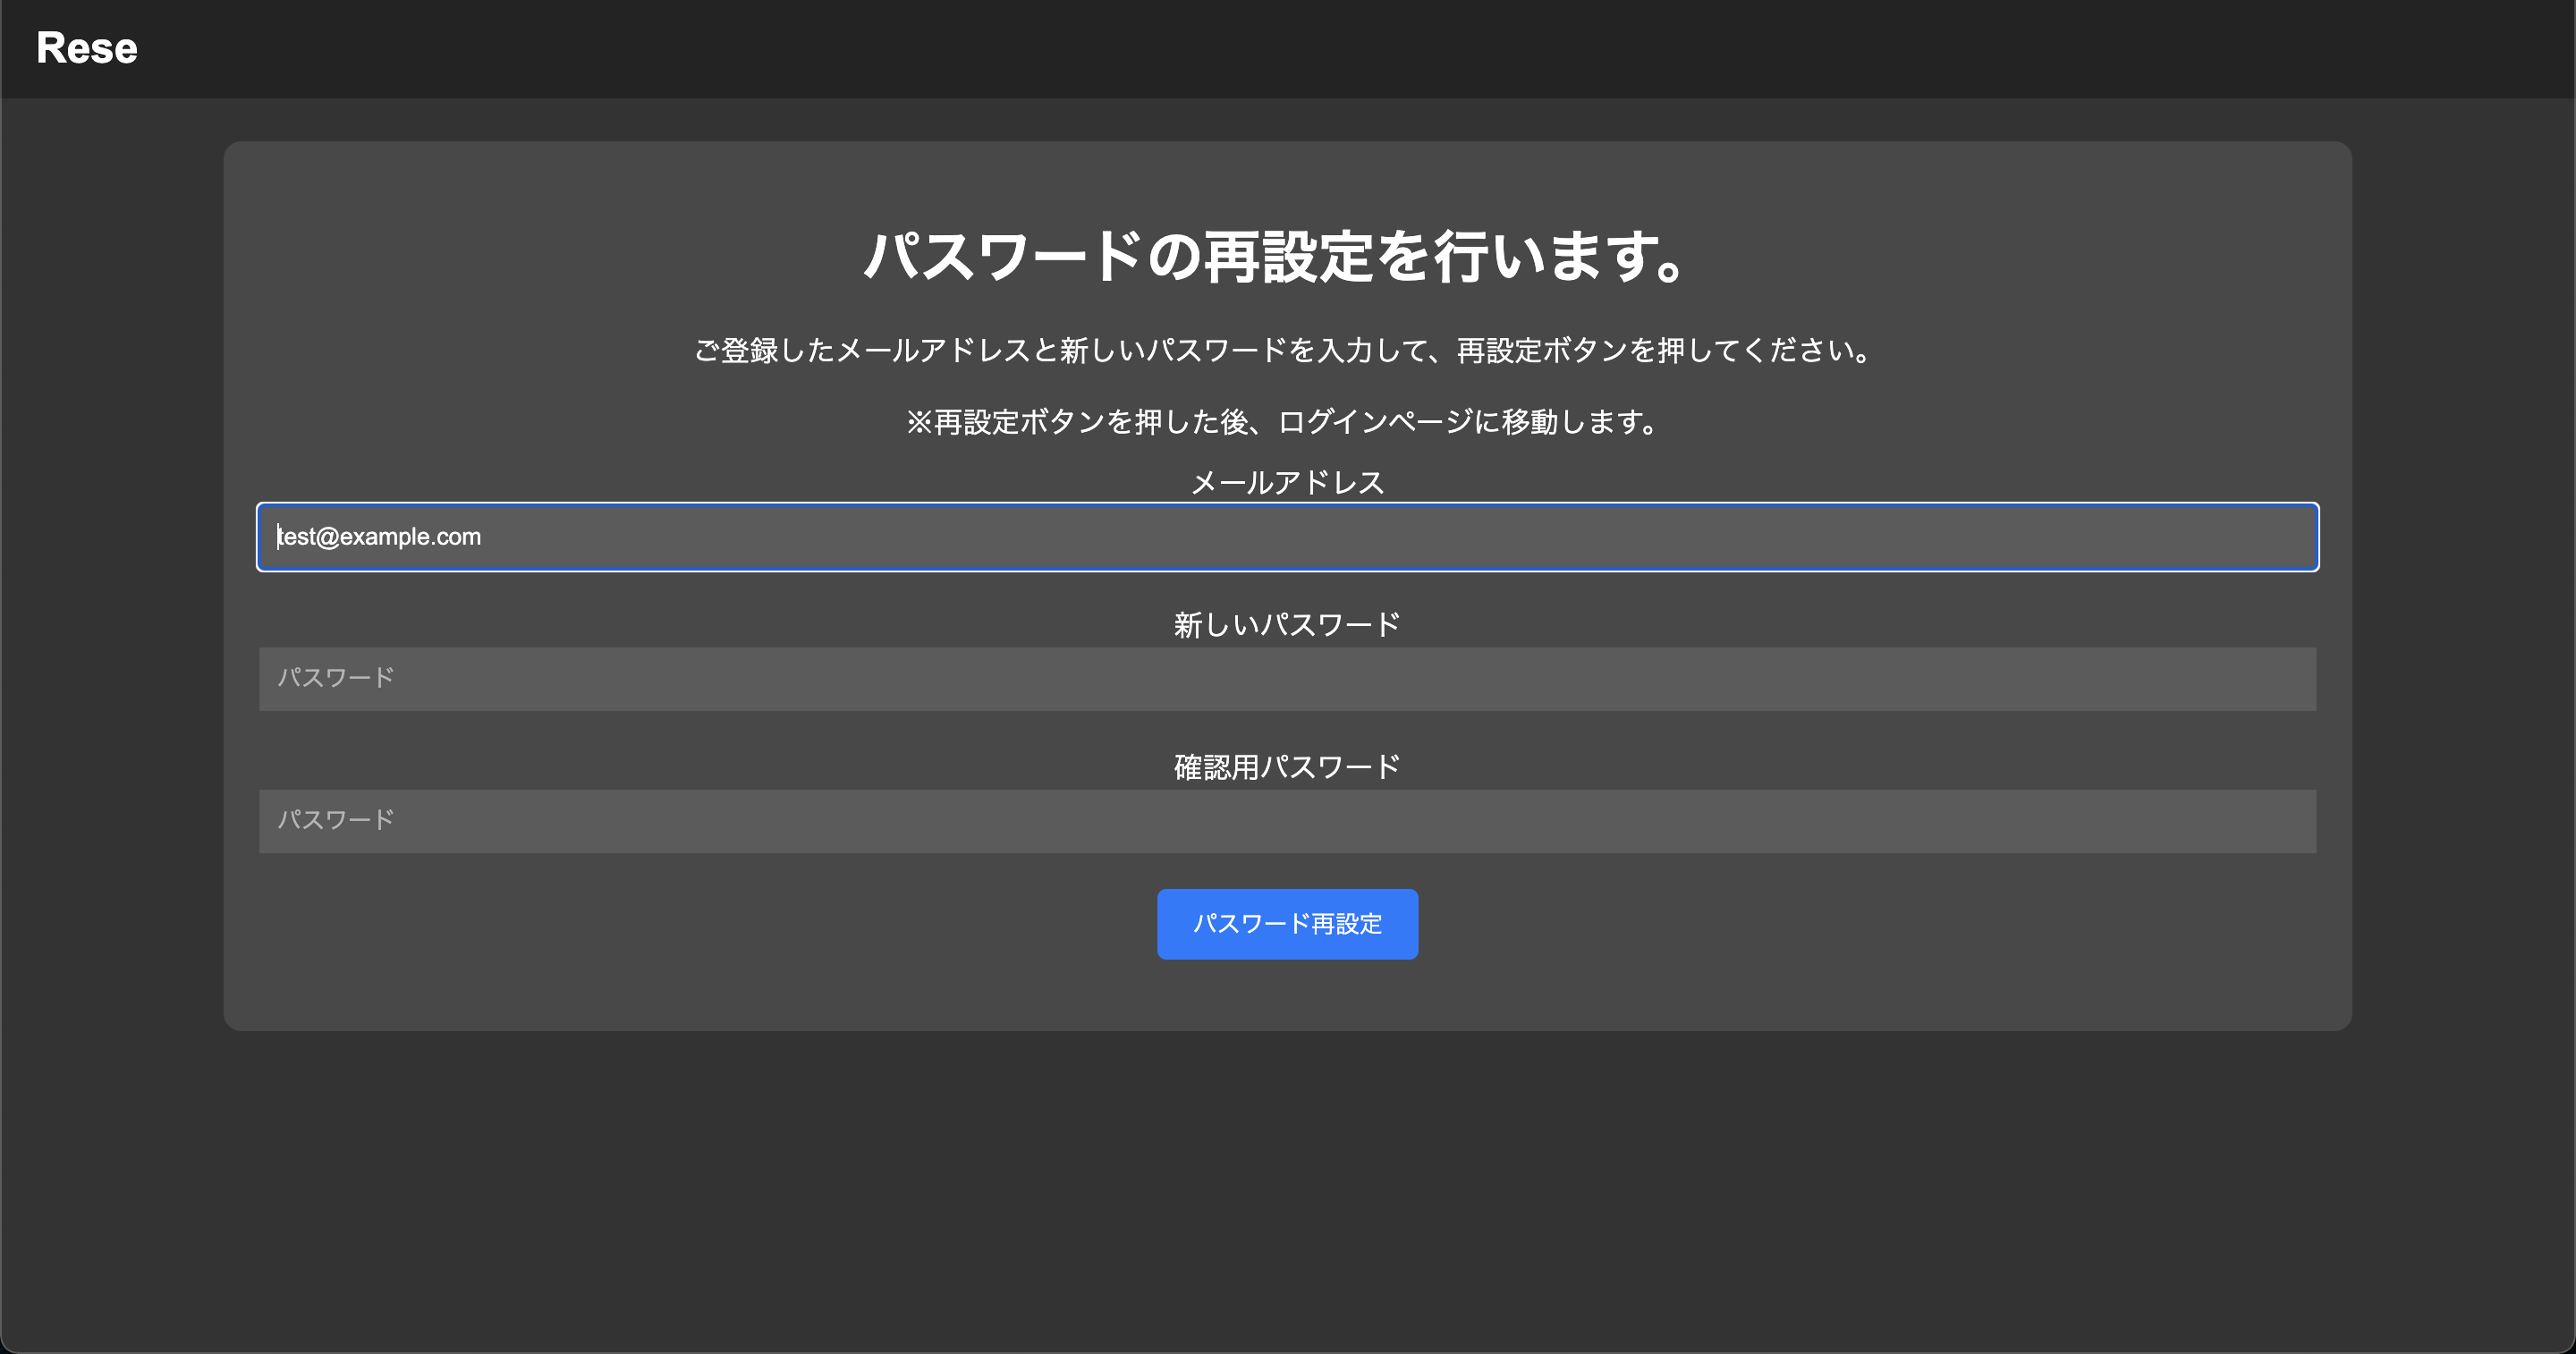 Rese
パスワードの再設定を行います。
ご登録したメールアドレスと新しいパスワードを入力して、再設定ボタンを押してください。
※再設定ボタンを押した後、ログインページに移動します。
メールアドレス
test@example.com
新しいパスワード
パスワード
確認用パスワード
パスワード
パスワード再設定